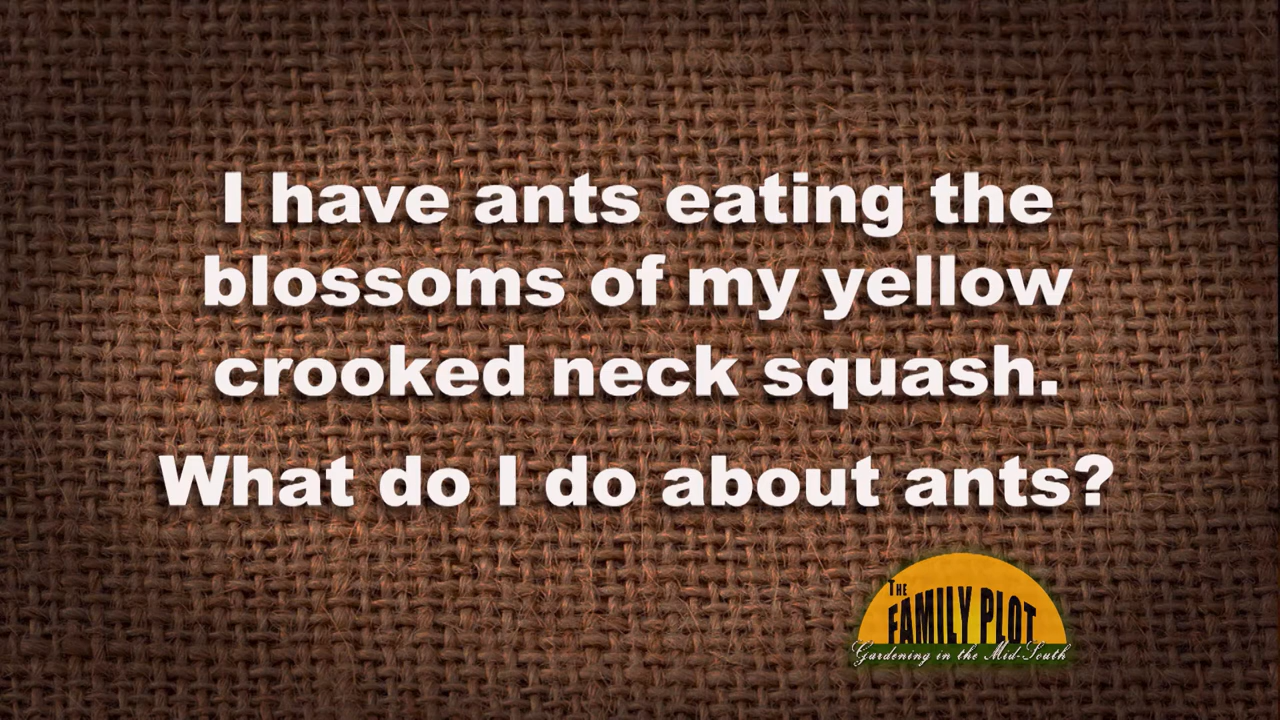 I have ants eating the
blossoms of my yellow
crooked neck squash.
What do I do about ants?
THE
FAMILY PLOT
Gardening in the Mid-South